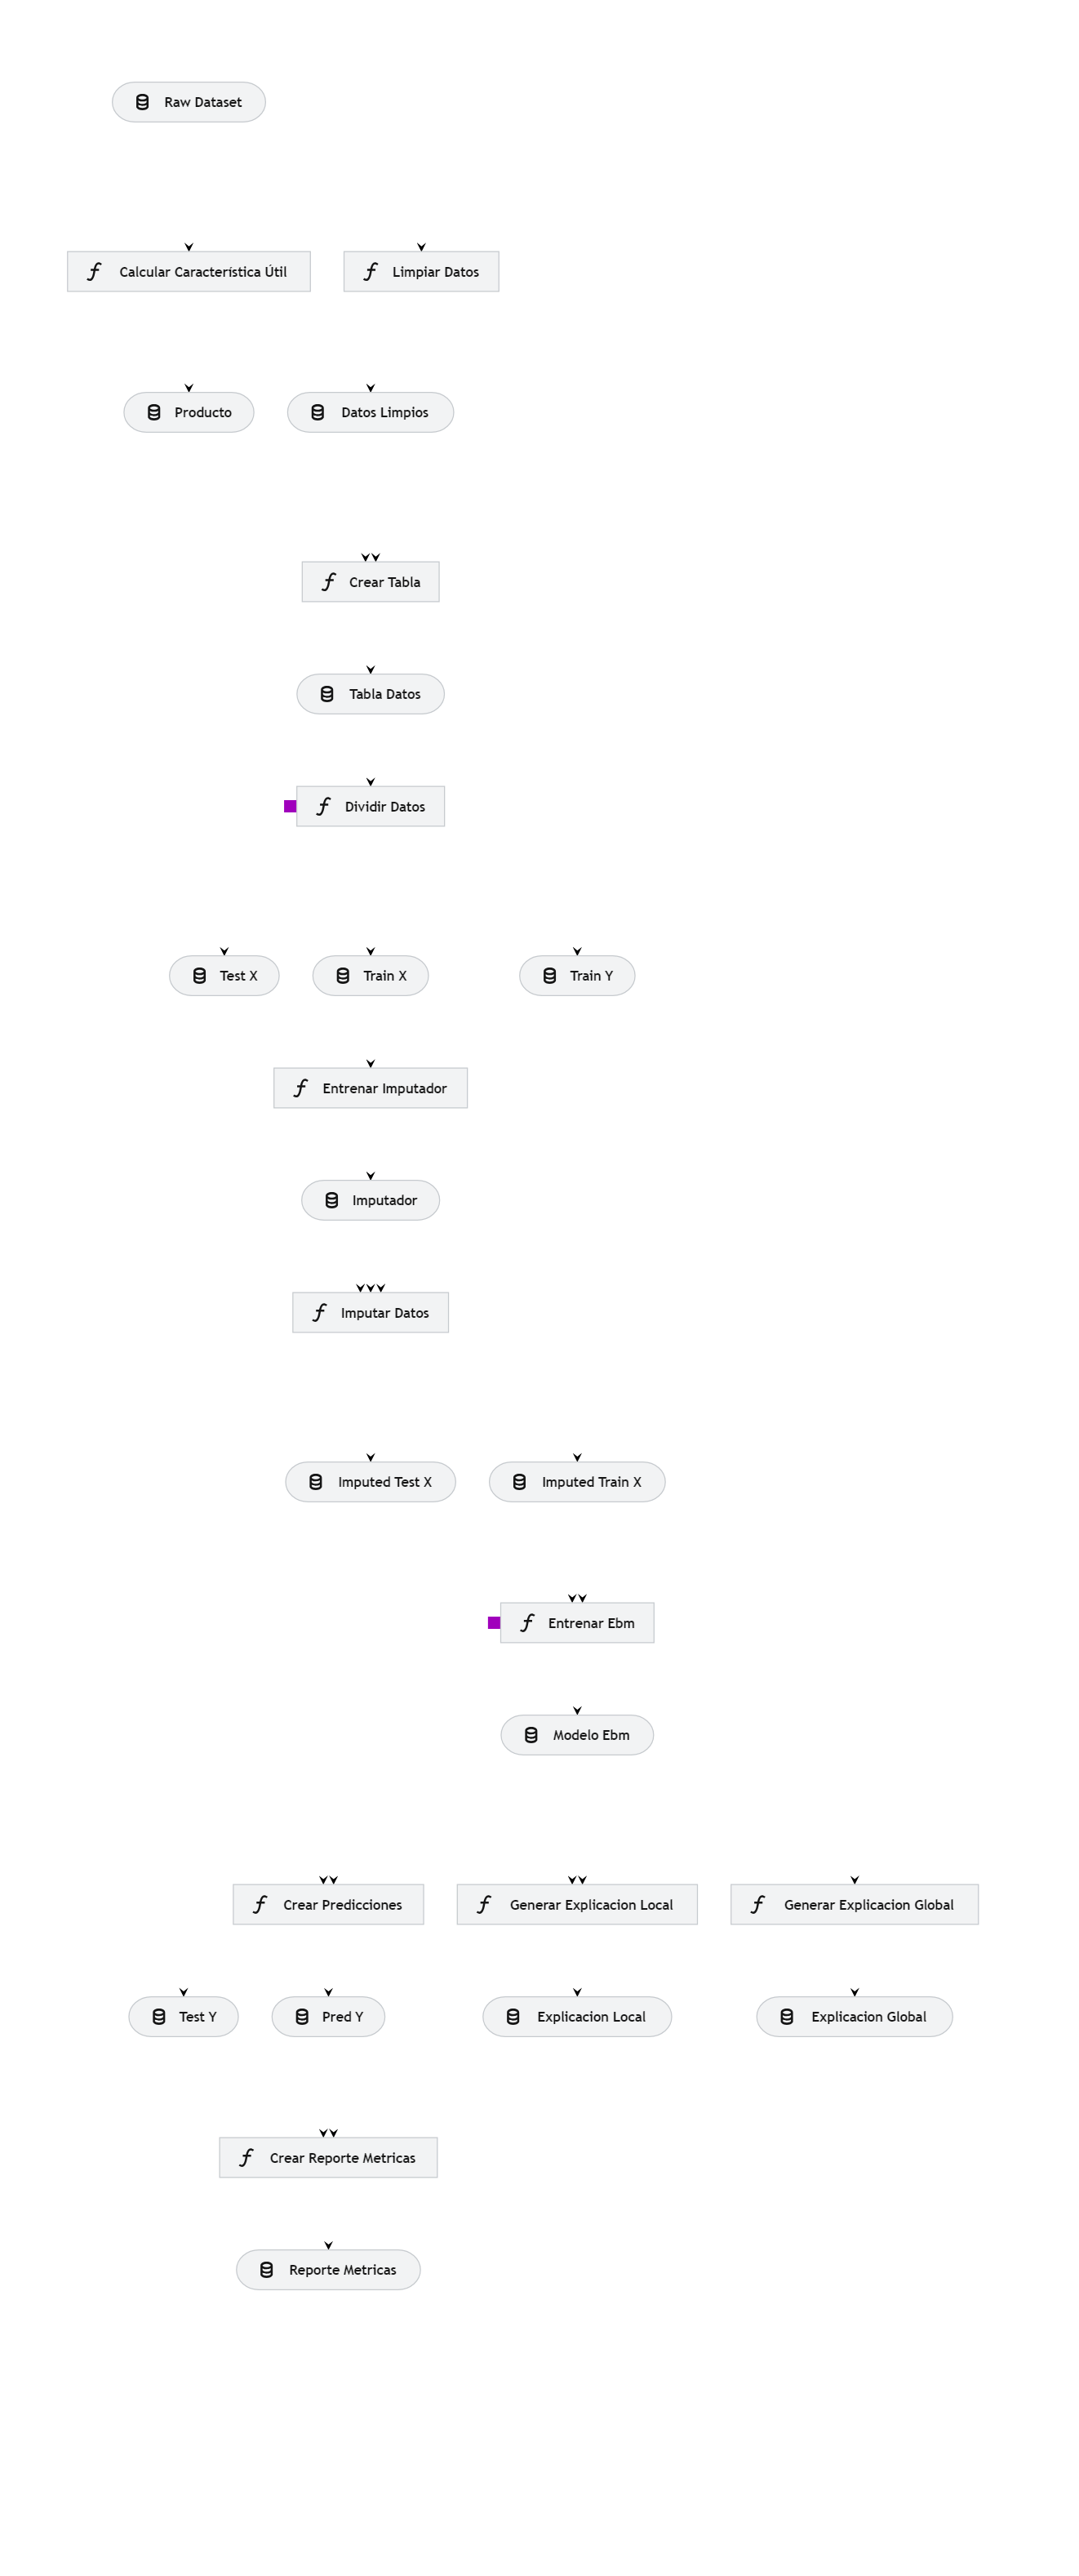 Raw Dataset
Calcular Característica Útil
Limpiar Datos
Producto
Datos Limpios
Crear Tabla
Tabla Datos
Dividir Datos
Test X
Train X
Train Y
Entrenar Imputador
Imputador
Imputar Datos
Imputed Test X
Imputed Train X
Entrenar Ebm
Modelo Ebm
Crear Predicciones
Generar Explicacion Local
Generar Explicacion Global
Test Y
Pred Y
Explicacion Local
Explicacion Global
Crear Reporte Metricas
Reporte Metricas